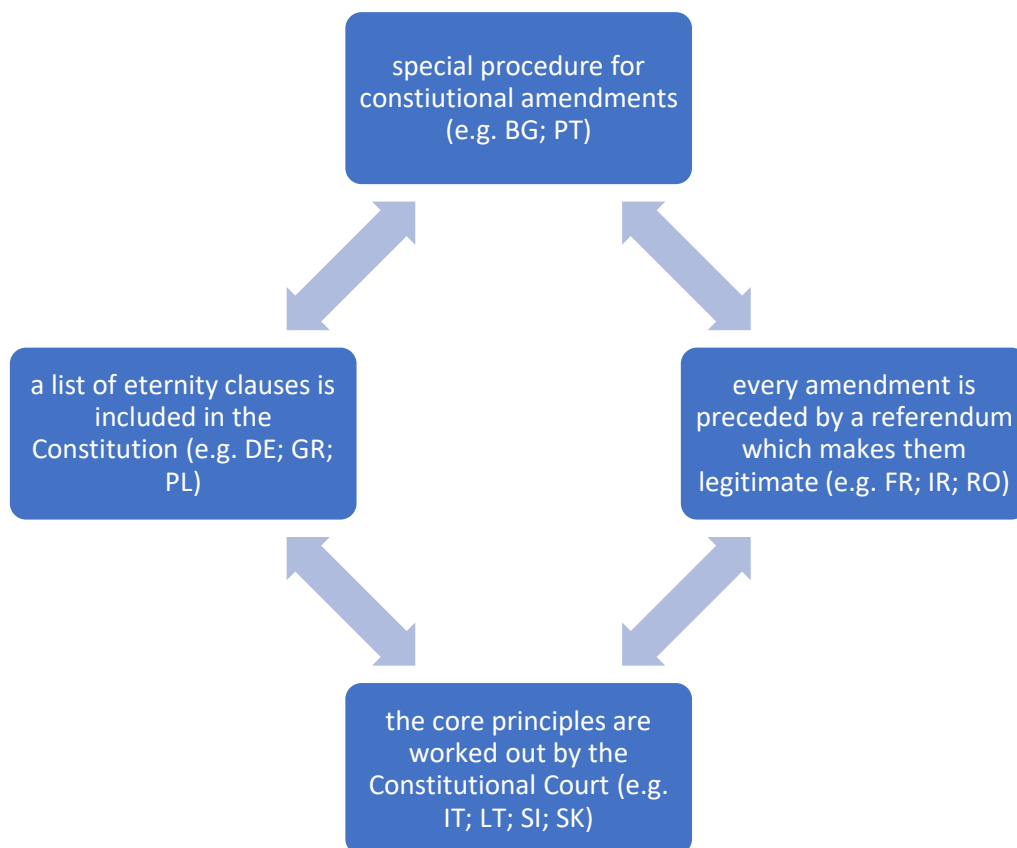 special procedure for
constiutional amendments
(e.g. BG; PT)
a list of eternity clauses is
included in the
Constitution (e.g. DE; GR;
PL)
every amendment is
preceded by a referendum
which makes them
legitimate (e.g. FR; IR; RO)
the core principles are
worked out by the
Constitutional Court (e.g.
IT; LT; SI; SK)